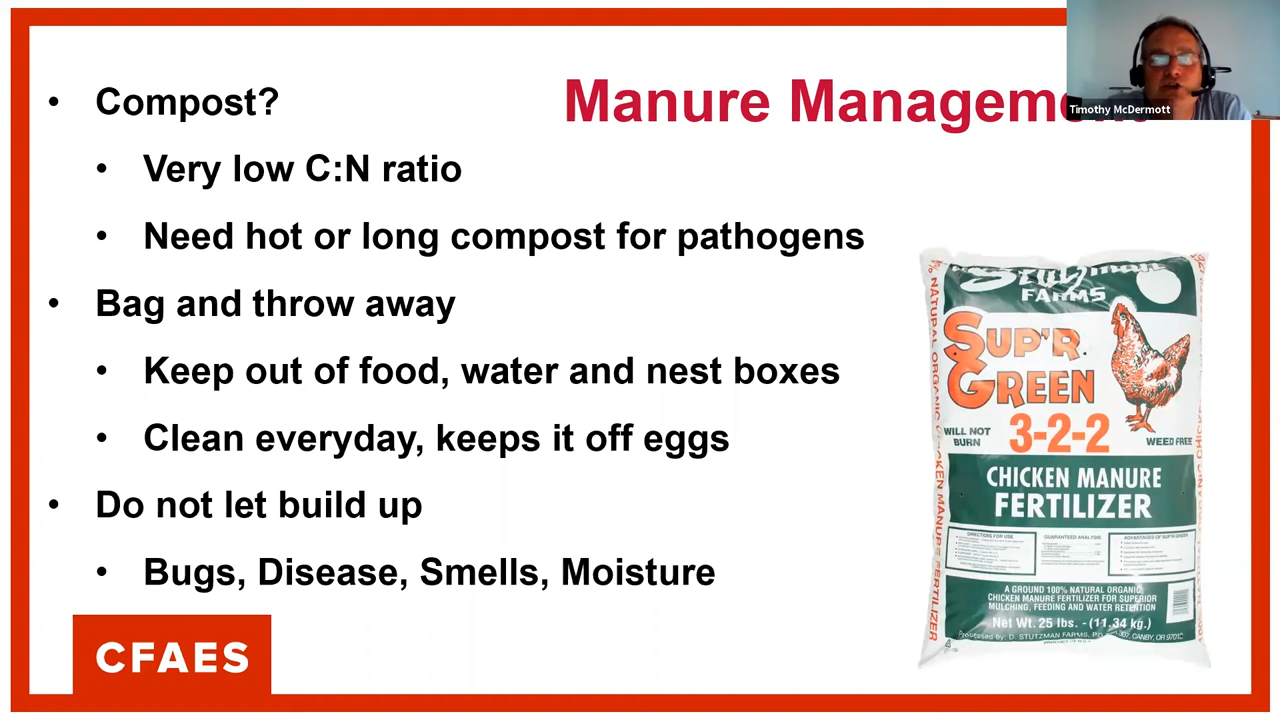 Manure Management
Timothy McDermott
• Compost?
• Very low C:N ratio
• Need hot or long compost for pathogens
• Bag and throw away
• Keep out of food, water and nest boxes
• Clean everyday, keeps it off eggs
• Do not let build up
• Bugs, Disease, Smells, Moisture
CFAES
Stutzman
FARMS
SUP'R
GREEN
3-2-2
WILL NOT
BURN
WEED FREE
CHICKEN MANURE
FERTILIZER
DIRECTIONS FOR USE
GUARANTEED ANALYSIS
ADVANTAGES OF SUP'R GREEN
A GROUND 100% NATURAL ORGANIC
CHICKEN MANURE FERTILIZER FOR SUPERIOR
MULCHING, FEEDING AND WATER RETENTION
Net Wt. 25 lbs. - (11.34 kg.)
Processed by: D. STUTZMAN FARMS, CANBY, OR